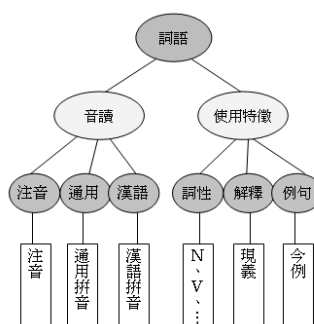 詞語
音讀 使用特徵
注音 通用 漢語 詞性 解釋 例句
注音
通用拼音
漢語拼音
N、V、…
現義
今例